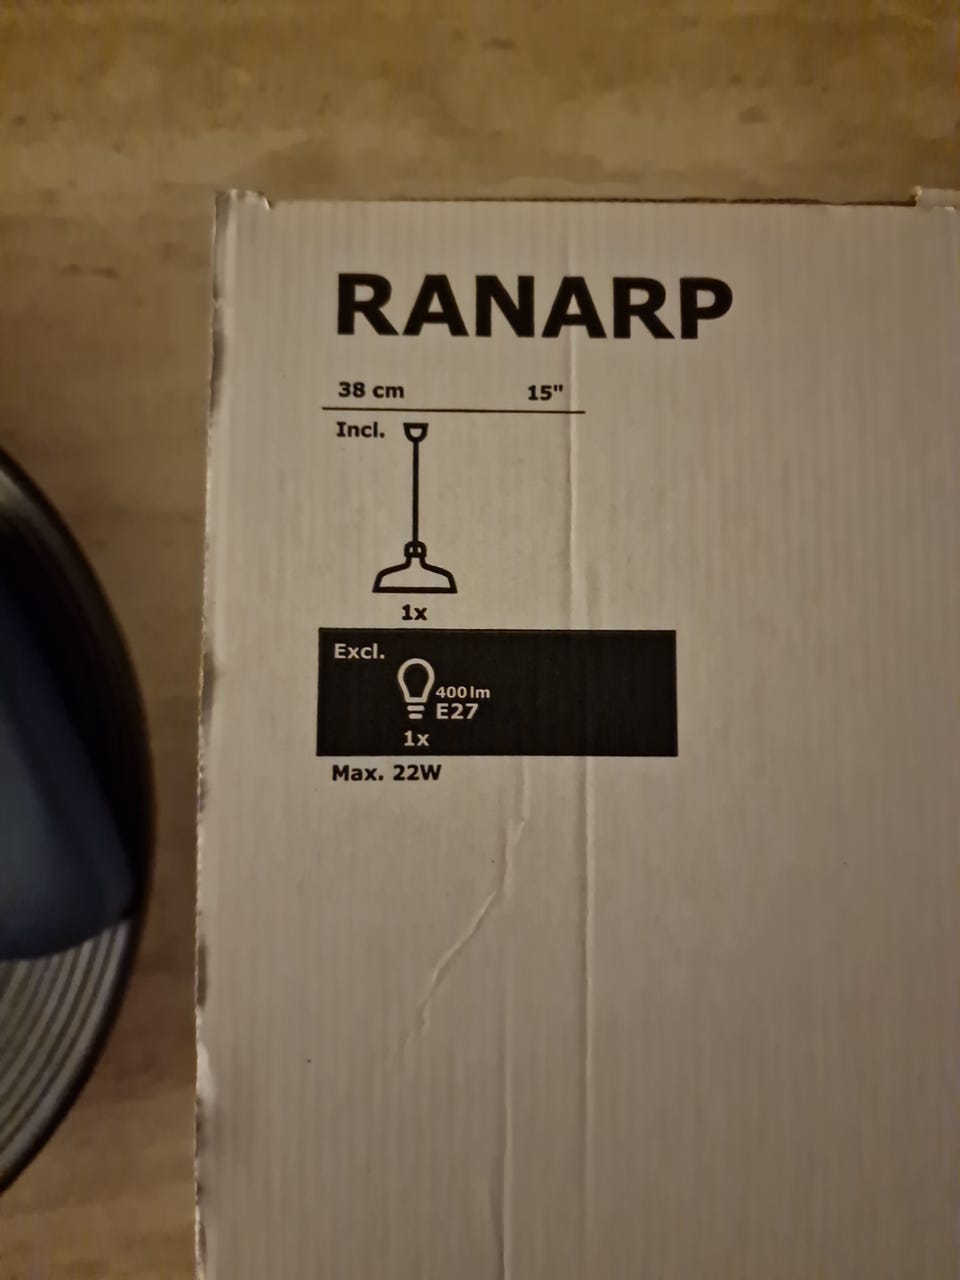 RANARP
38 cm 15"
Incl.
1x
Excl.
400 lm
E27
1x
Max. 22W